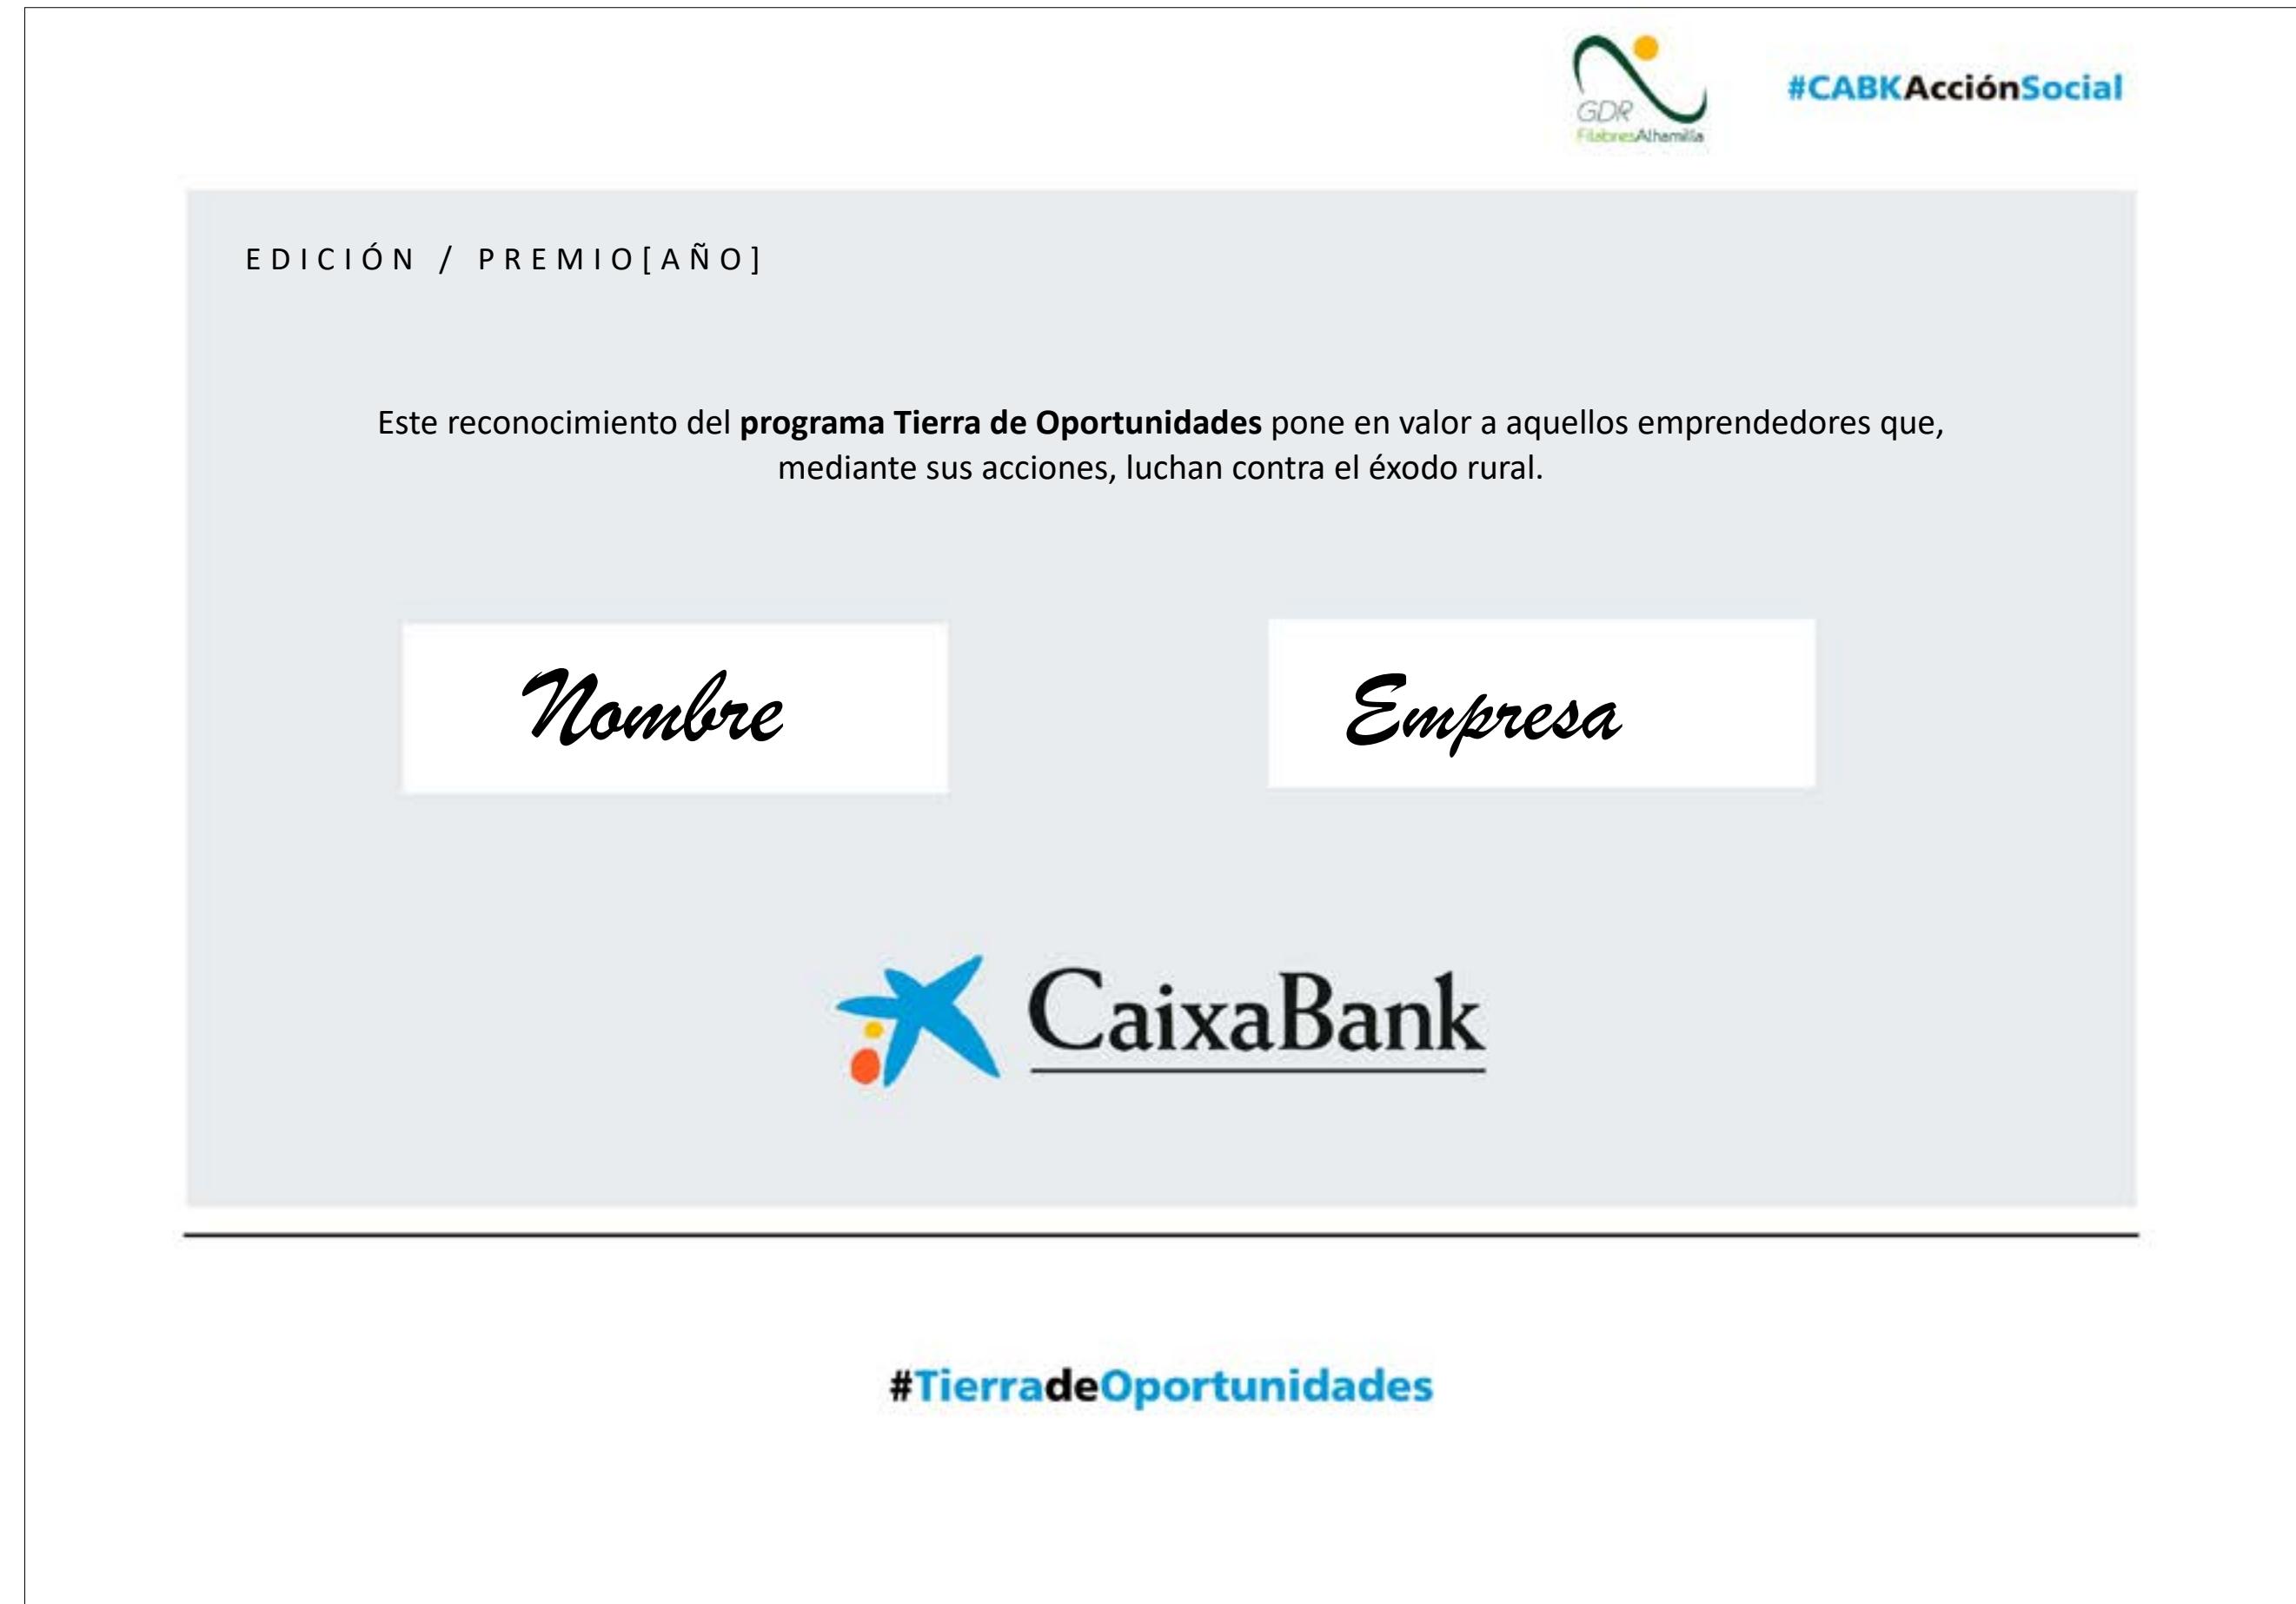 GDR
FilabresAlhamilla
#CABKAcciónSocial
EDICIÓN / PREMIO[AÑO]
Este reconocimiento del programa Tierra de Oportunidades pone en valor a aquellos emprendedores que,
mediante sus acciones, luchan contra el éxodo rural.
Nombre
Empresa
CaixaBank
#TierradeOportunidades